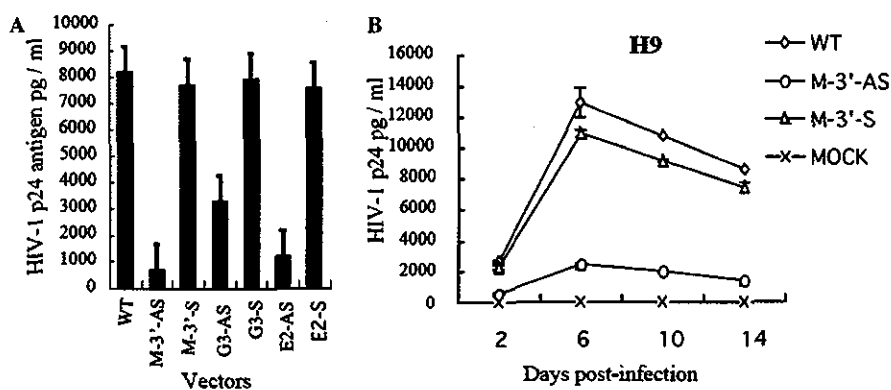 A
HIV-1 p24 antigen pg / ml
10000
9000
8000
7000
6000
5000
4000
3000
2000
1000
0
WT
M-3'-AS
M-3'-S
G3-AS
G3-S
E2-AS
E2-S
Vectors
B
H9
HIV-1 p24 pg / ml
16000
14000
12000
10000
8000
6000
4000
2000
0
2 6 10 14
Days post-infection
WT
M-3'-AS
M-3'-S
MOCK